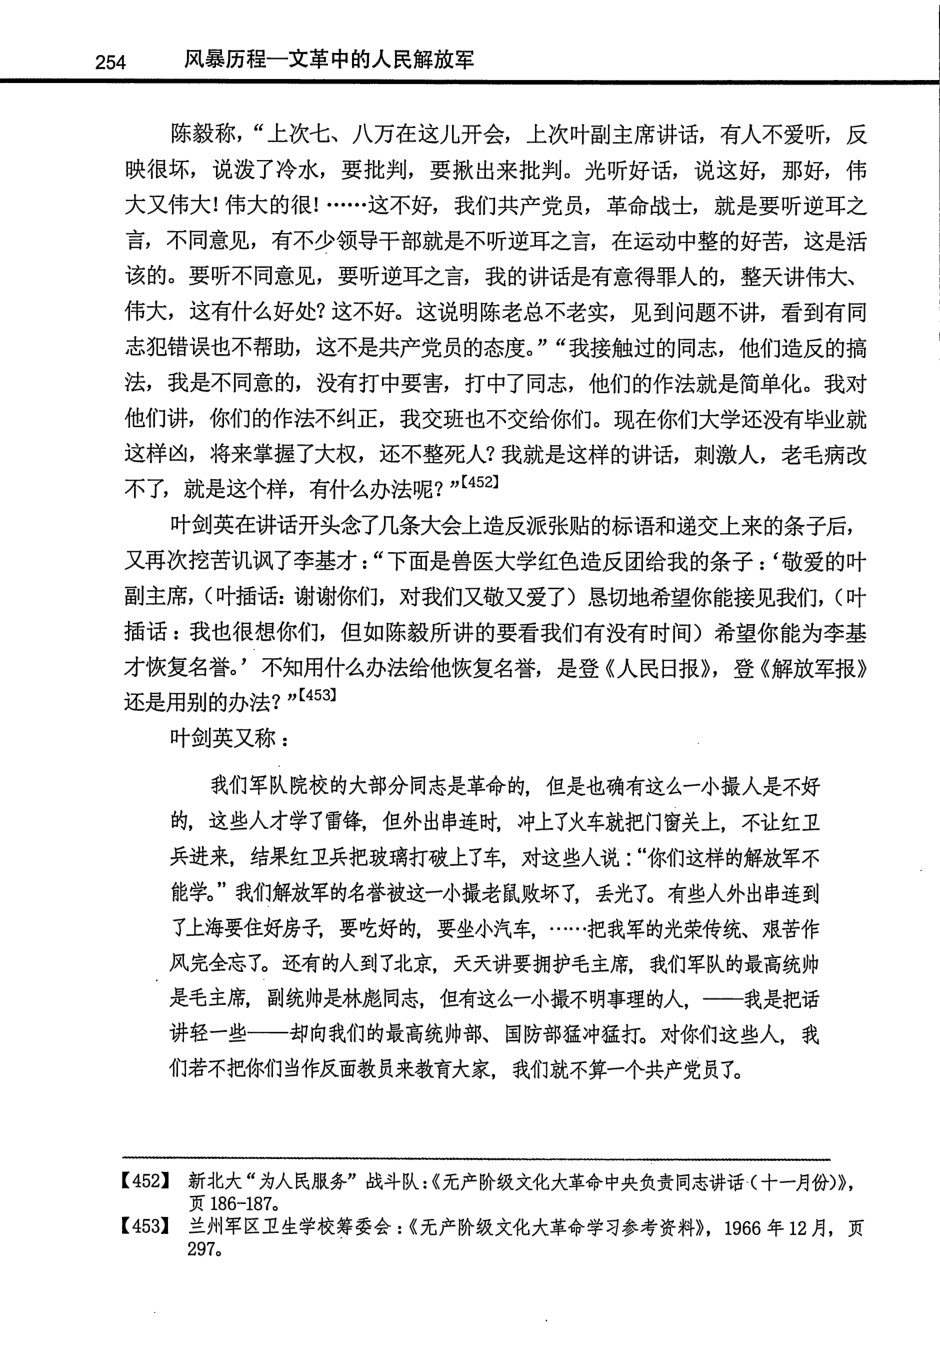 254 风暴历程—文革中的人民解放军
陈毅称，“上次七、八万在这儿开会，上次叶副主席讲话，有人不爱听，反
映很坏，说泼了冷水，要批判，要揪出来批判。光听好话，说这好，那好，伟
大又伟大！伟大的很！……这不好，我们共产党员，革命战士，就是要听逆耳之
言，不同意见，有不少领导干部就是不听逆耳之言，在运动中整的好苦，这是活
该的。要听不同意见，要听逆耳之言，我的讲话是有意得罪人的，整天讲伟大、
伟大，这有什么好处？这不好。这说明陈老总不老实，见到问题不讲，看到有同
志犯错误也不帮助，这不是共产党员的态度。”“我接触过的同志，他们造反的搞
法，我是不同意的，没有打中要害，打中了同志，他们的作法就是简单化。我对
他们讲，你们的作法不纠正，我交班也不交给你们。现在你们大学还没有毕业就
这样凶，将来掌握了大权，还不整死人？我就是这样的讲话，刺激人，老毛病改
不了，就是这个样，有什么办法呢？”【452】
叶剑英在讲话开头念了几条大会上造反派张贴的标语和递交上来的条子后，
又再次挖苦讥讽了李基才：“下面是兽医大学红色造反团给我的条子：‘敬爱的叶
副主席，（叶插话：谢谢你们，对我们又敬又爱了）恳切地希望你能接见我们，（叶
插话：我也很想你们，但如陈毅所讲的要看我们有没有时间）希望你能为李基
才恢复名誉。’不知用什么办法给他恢复名誉，是登《人民日报》，登《解放军报》
还是用别的办法？”【453】
叶剑英又称：
我们军队院校的大部分同志是革命的，但是也确有这么一小撮人是不好
的，这些人才学了雷锋，但外出串连时，冲上了火车就把门窗关上，不让红卫
兵进来，结果红卫兵把玻璃打破上了车，对这些人说：“你们这样的解放军不
能学。”我们解放军的名誉被这一小撮老鼠败坏了，丢光了。有些人外出串连到
了上海要住好房子，要吃好的，要坐小汽车，……把我军的光荣传统、艰苦作
风完全忘了。还有的人到了北京，天天讲要拥护毛主席，我们军队的最高统帅
是毛主席，副统帅是林彪同志，但有这么一小撮不明事理的人，——我是把话
讲轻一些——却向我们的最高统帅部、国防部猛冲猛打。对你们这些人，我
们若不把你们当作反面教员来教育大家，我们就不算一个共产党员了。
【452】 新北大“为人民服务”战斗队：《无产阶级文化大革命中央负责同志讲话（十一月份）》，
页 186-187。
【453】 兰州军区卫生学校筹委会：《无产阶级文化大革命学习参考资料》，1966 年 12 月，页
297。